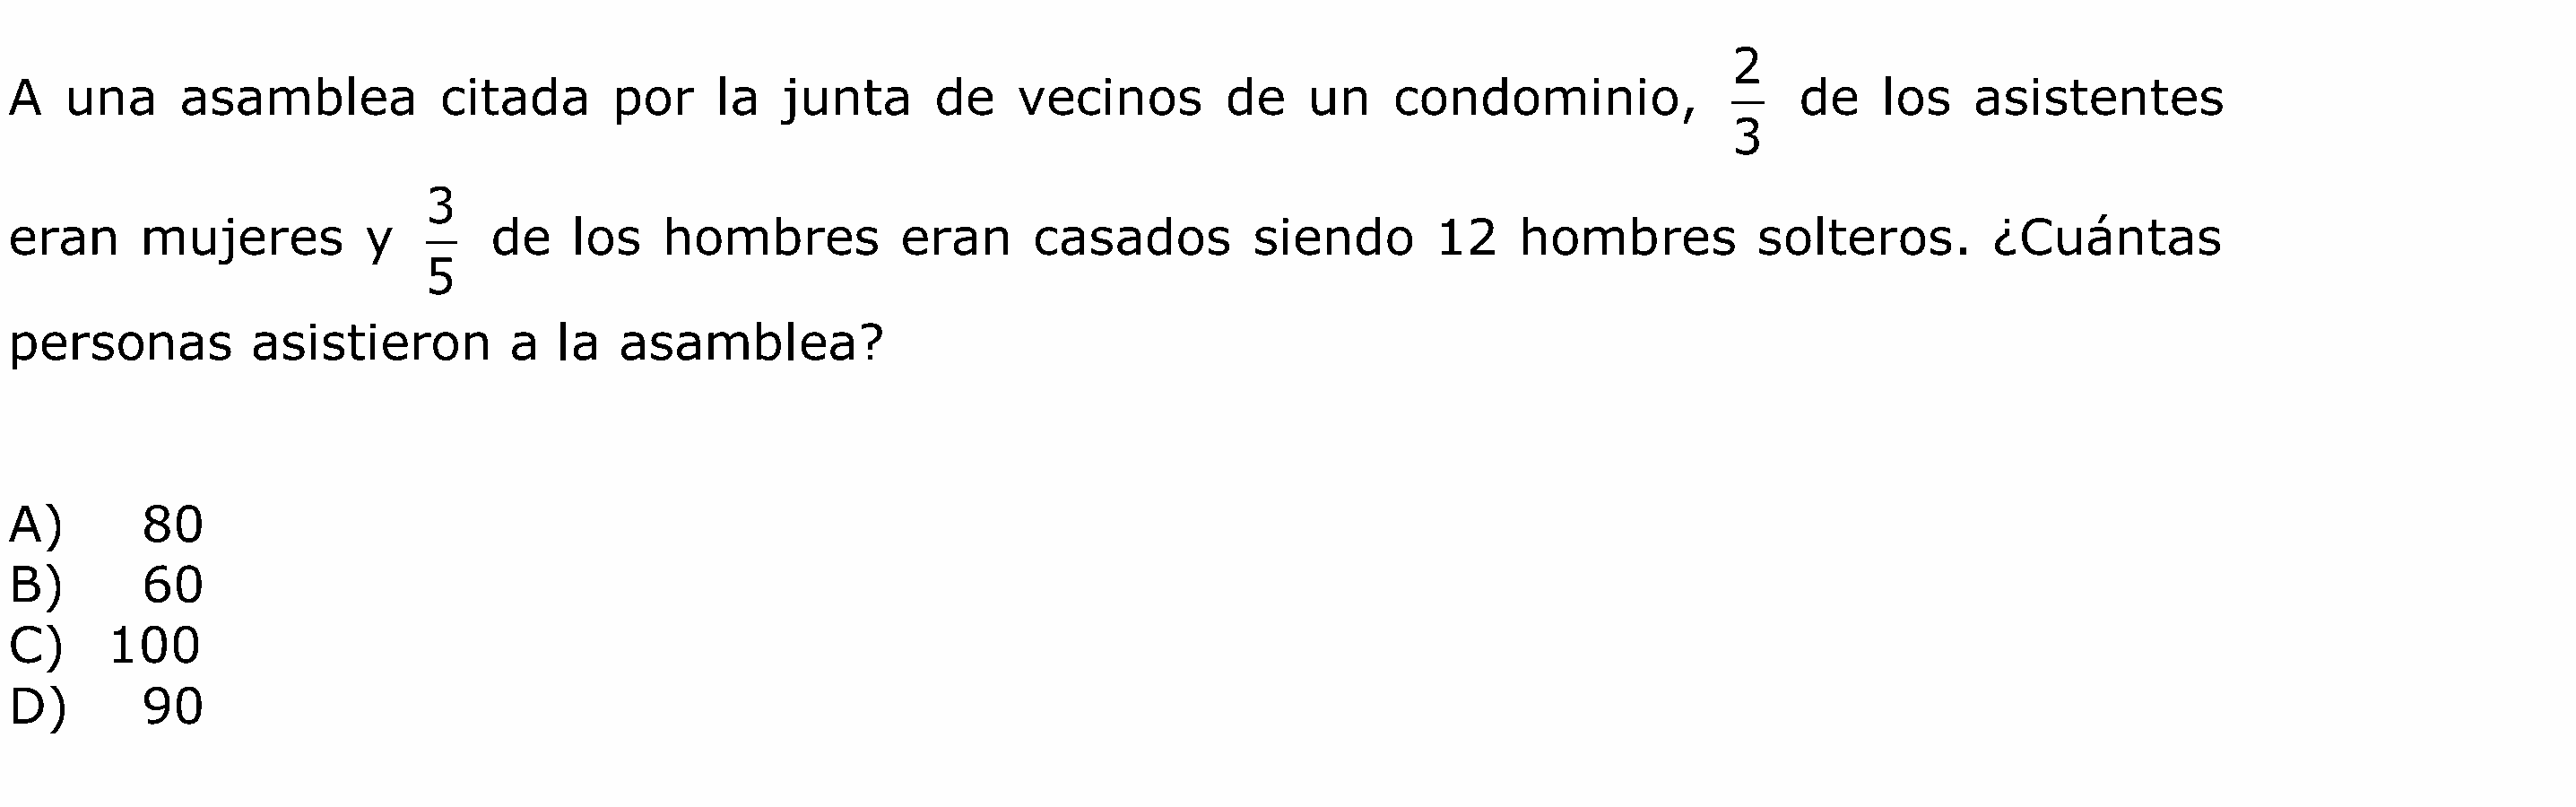 A una asamblea citada por la junta de vecinos de un condominio, 2/3 de los asistentes
eran mujeres y 3/5 de los hombres eran casados siendo 12 hombres solteros. ¿Cuántas
personas asistieron a la asamblea?
A) 80
B) 60
C) 100
D) 90